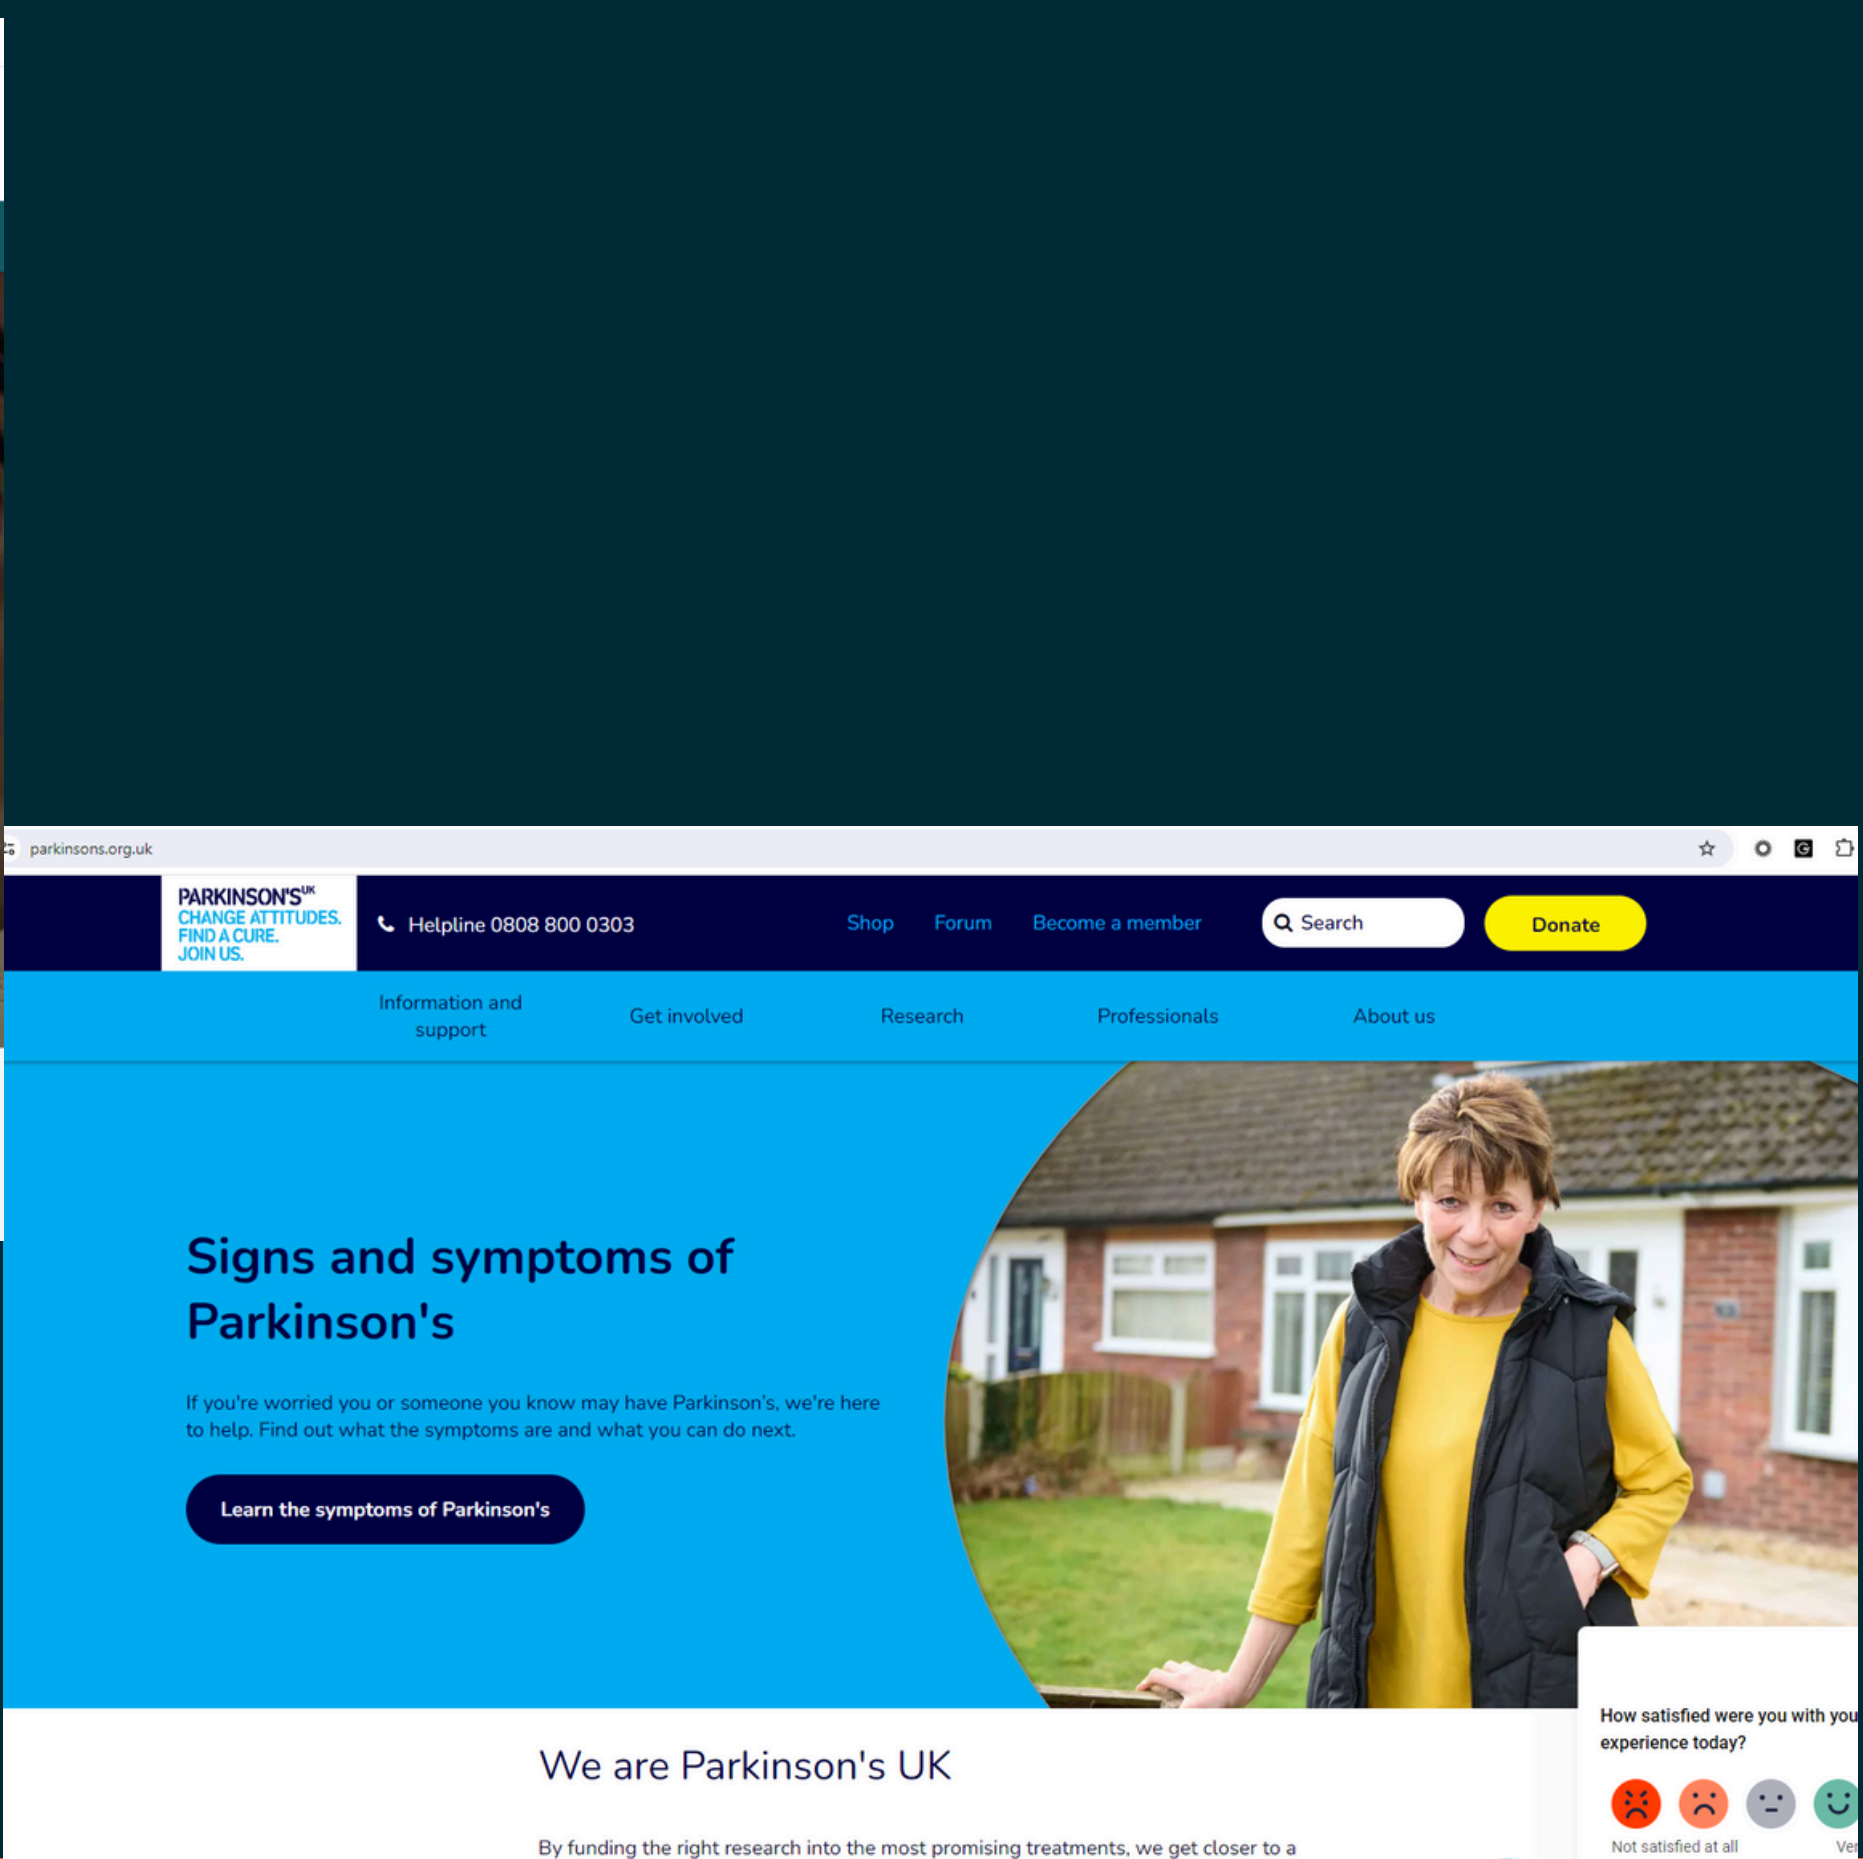 parkinsons.org.uk
PARKINSON'S UK
CHANGE ATTITUDES.
FIND A CURE.
JOIN US.
Helpline 0808 800 0303
Shop
Forum
Become a member
Search
Donate
Information and
support
Get involved
Research
Professionals
About us
Signs and symptoms of
Parkinson's
If you're worried you or someone you know may have Parkinson's, we're here
to help. Find out what the symptoms are and what you can do next.
Learn the symptoms of Parkinson's
We are Parkinson's UK
By funding the right research into the most promising treatments, we get closer to a
How satisfied were you with you
experience today?
Not satisfied at all
Ver